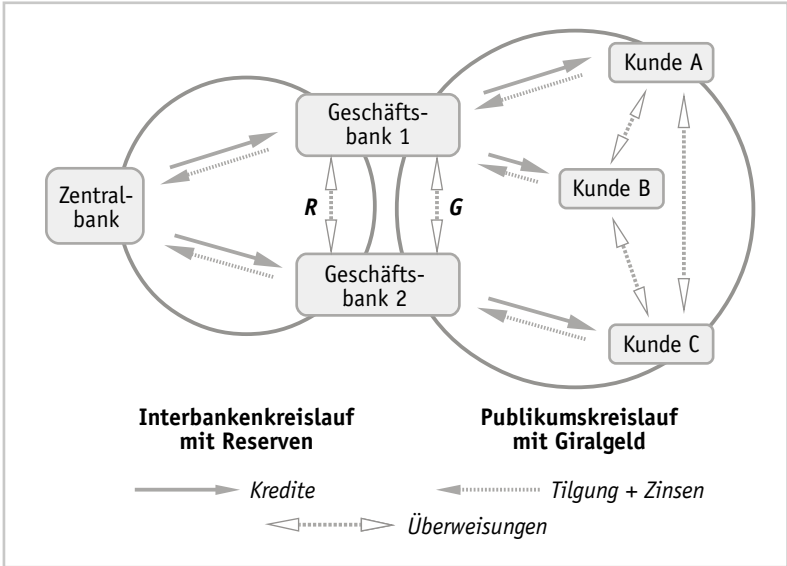 Kunde A
Geschäfts-
bank 1
Zentral-
bank
Kunde B
R
G
Geschäfts-
bank 2
Kunde C
Interbankenkreislauf
mit Reserven
Publikumskreislauf
mit Giralgeld
Kredite
Tilgung + Zinsen
Überweisungen